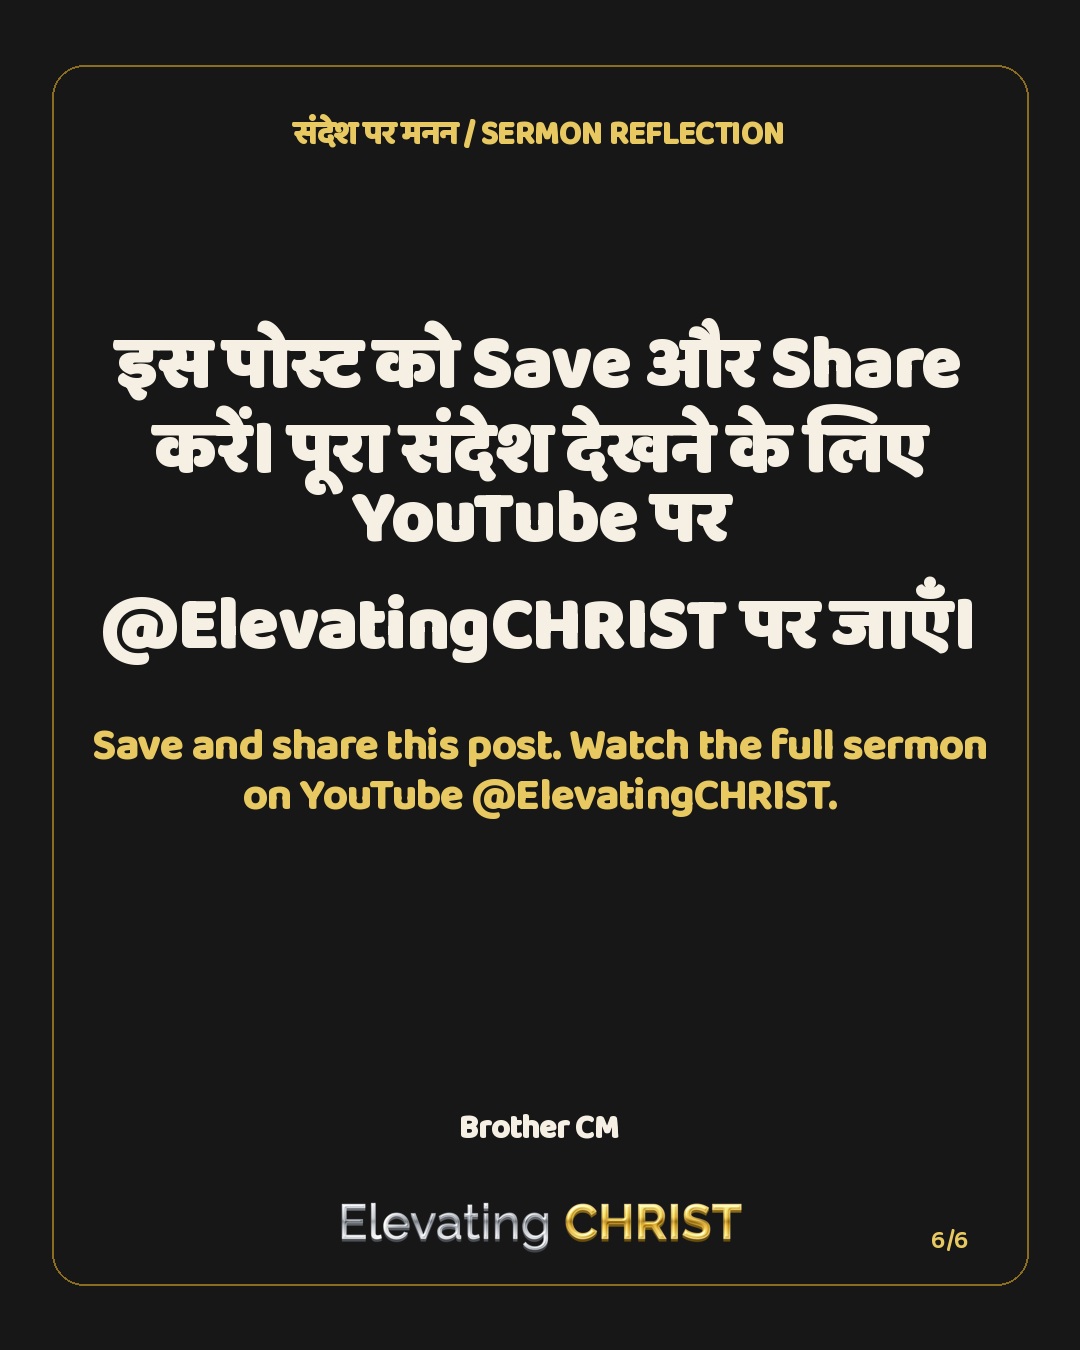 संदेश पर मनन / SERMON REFLECTION
इस पोस्ट को Save और Share
करें। पूरा संदेश देखने के लिए
YouTube पर
@ElevatingCHRIST पर जाएँ।
Save and share this post. Watch the full sermon
on YouTube @ElevatingCHRIST.
Brother CM
Elevating CHRIST
6/6